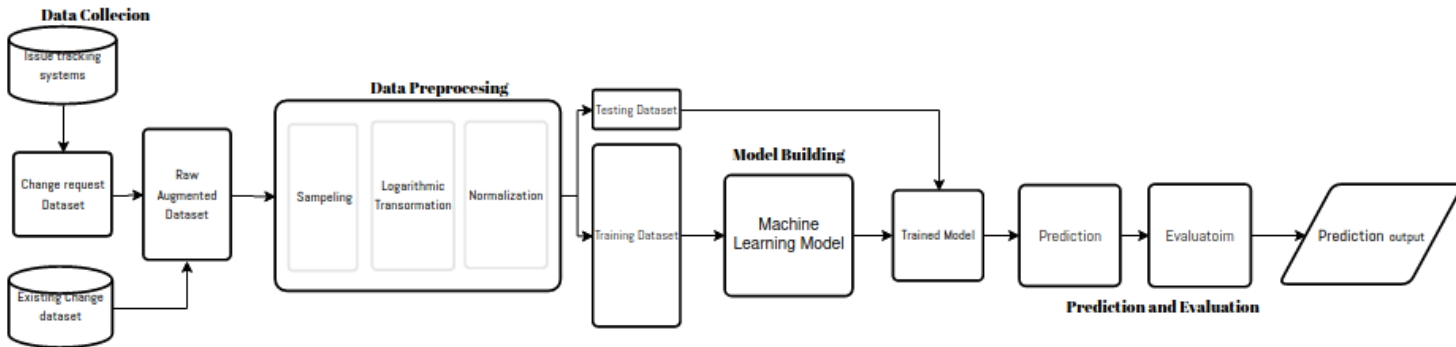 Data Collecion
Issue tracking
systems
Change request
Dataset
Existing Change
dataset
Raw
Augmented
Dataset
Data Preprocesing
Sampeling
Logarithmic
Transormation
Normalization
Testing Dataset
Training Dataset
Model Building
Machine
Learning Model
Trained Model
Prediction
Evaluatoim
Prediction and Evaluation
Prediction output